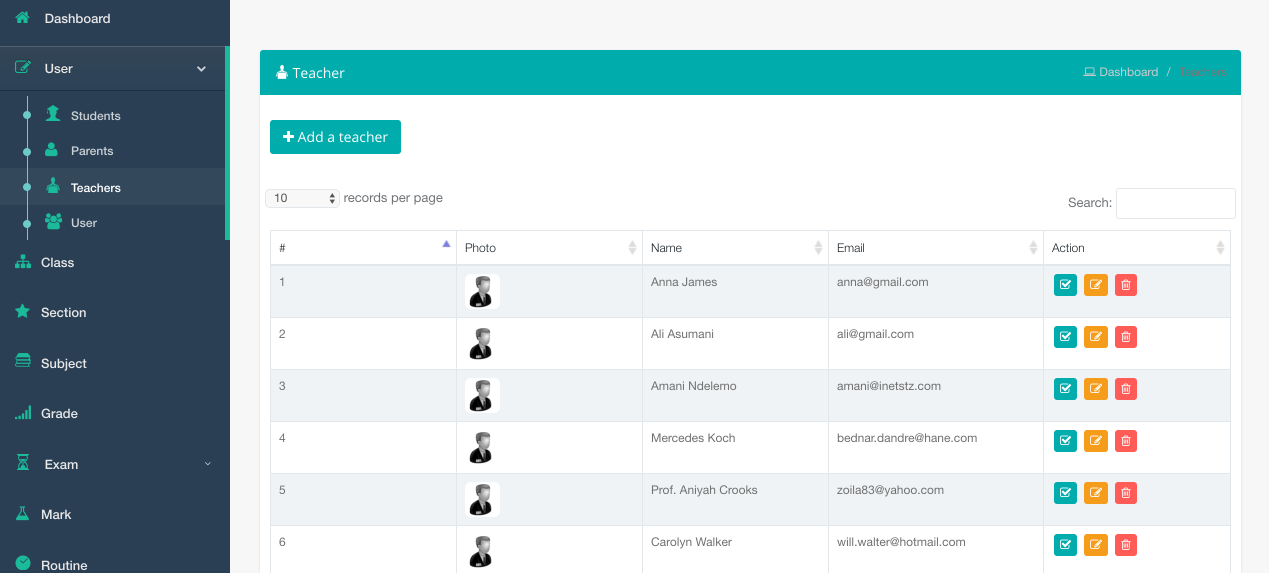 Dashboard
User
Students
Parents
Teachers
User
Class
Section
Subject
Grade
Exam
Mark
Routine
Teacher
Dashboard / Teachers
Add a teacher
10 records per page
Search:
# Photo Name Email Action
1 Anna James anna@gmail.com
2 Ali Asumani ali@gmail.com
3 Amani Ndelemo amani@inetstz.com
4 Mercedes Koch bednar.dandre@hane.com
5 Prof. Aniyah Crooks zoila83@yahoo.com
6 Carolyn Walker will.walter@hotmail.com